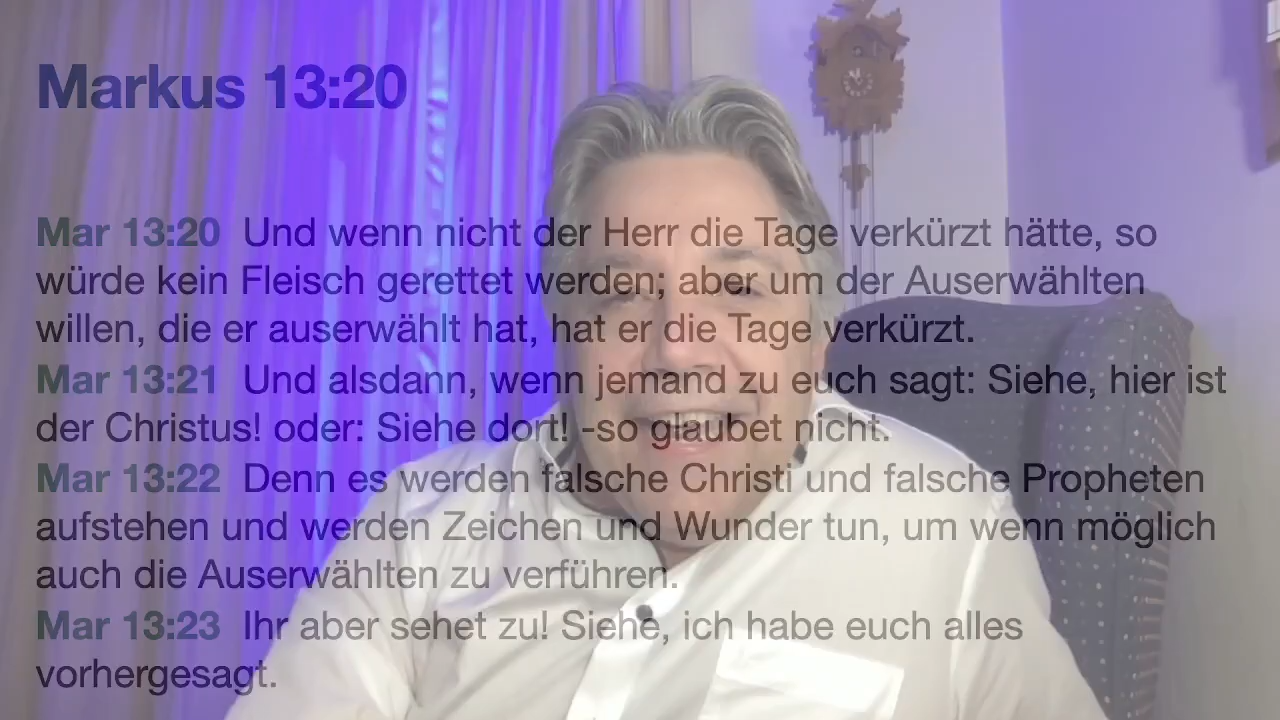 Markus 13:20
Mar 13:20 Und wenn nicht der Herr die Tage verkürzt hätte, so
würde kein Fleisch gerettet werden; aber um der Auserwählten
willen, die er auserwählt hat, hat er die Tage verkürzt.
Mar 13:21 Und alsdann, wenn jemand zu euch sagt: Siehe, hier ist
der Christus! oder: Siehe dort! -so glaubet nicht.
Mar 13:22 Denn es werden falsche Christi und falsche Propheten
aufstehen und werden Zeichen und Wunder tun, um wenn möglich
auch die Auserwählten zu verführen.
Mar 13:23 Ihr aber sehet zu! Siehe, ich habe euch alles
vorhergesagt.